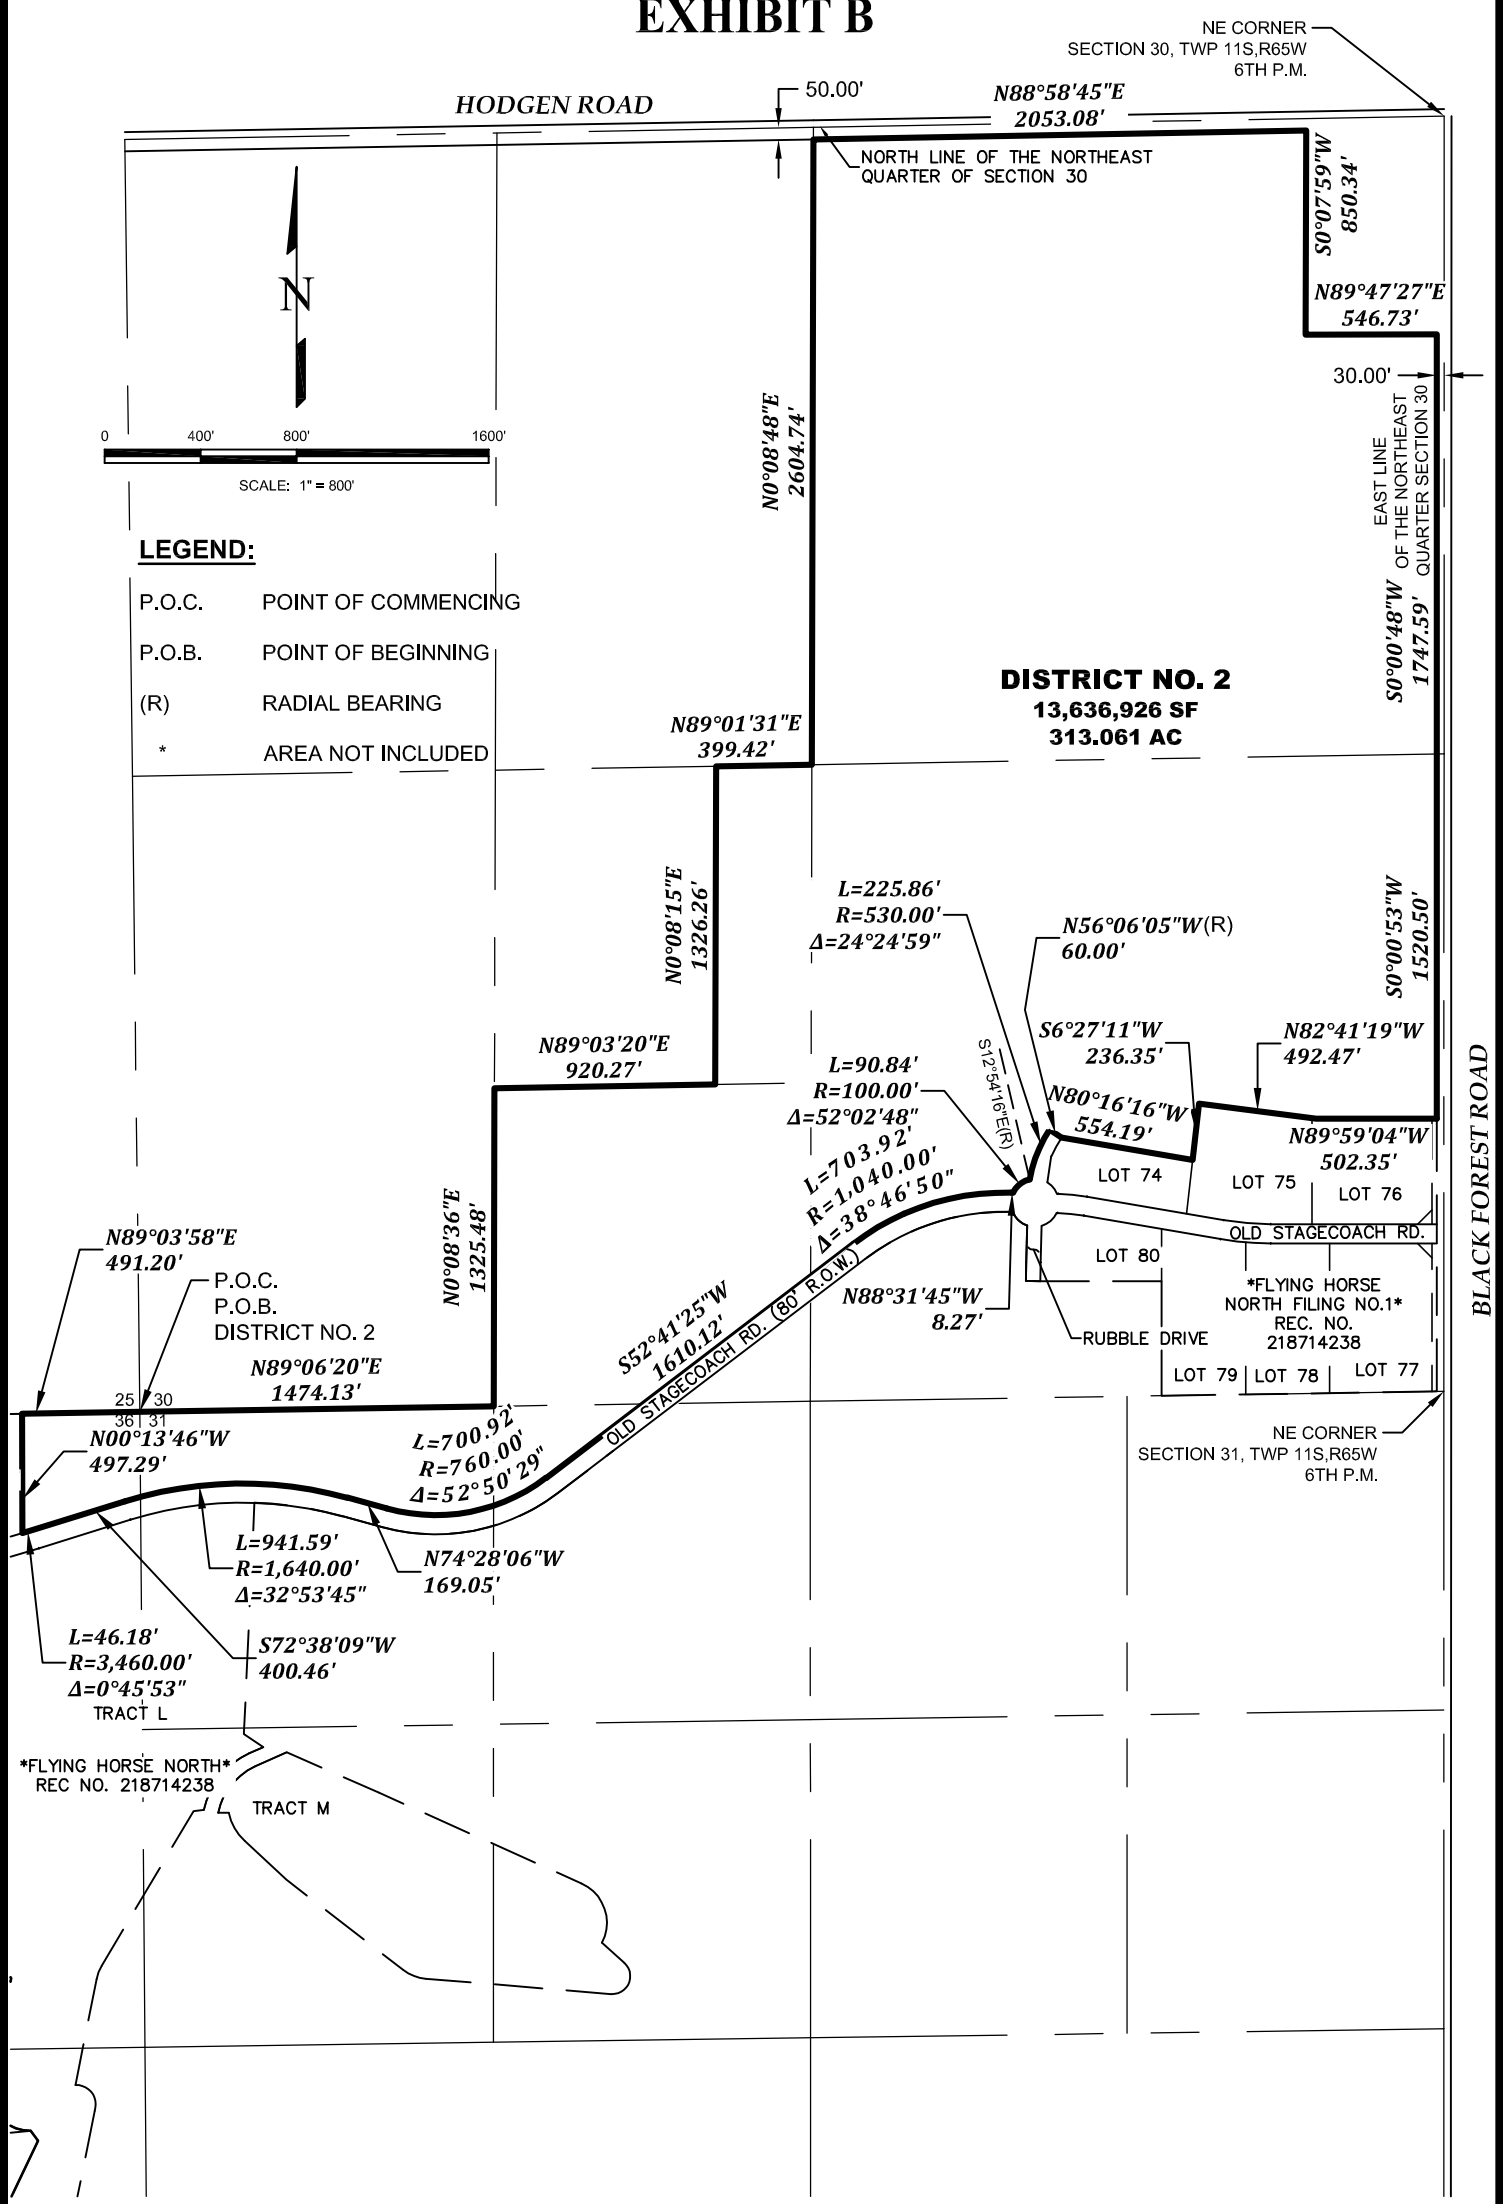 EXHIBIT B
NE CORNER
SECTION 30, TWP 11S,R65W
6TH P.M.
HODGEN ROAD
50.00'
N88°58'45"E
2053.08'
NORTH LINE OF THE NORTHEAST
QUARTER OF SECTION 30
S0°07'59"W
850.34'
N
N89°47'27"E
546.73'
30.00'
EAST LINE
OF THE NORTHEAST
QUARTER SECTION 30
N0°08'48"E
2604.74'
0 400' 800' 1600'
SCALE: 1" = 800'
LEGEND:
P.O.C. POINT OF COMMENCING
P.O.B. POINT OF BEGINNING
(R) RADIAL BEARING
* AREA NOT INCLUDED
S0°00'48"W
1747.59'
DISTRICT NO. 2
13,636,926 SF
313.061 AC
N89°01'31"E
399.42'
N0°08'15"E
1326.26'
L=225.86'
R=530.00'
Δ=24°24'59"
N56°06'05"W(R)
60.00'
S0°00'53"W
1520.50'
S6°27'11"W
236.35'
N82°41'19"W
492.47'
N89°03'20"E
920.27'
S12°54'16"E(R)
L=90.84'
R=100.00'
Δ=52°02'48"
N80°16'16"W
554.19'
N89°59'04"W
502.35'
BLACK FOREST ROAD
L=703.92'
R=1,040.00'
Δ=38°46'50"
LOT 74
LOT 75
LOT 76
OLD STAGECOACH RD.
LOT 80
N0°08'36"E
1325.48'
N89°03'58"E
491.20'
P.O.C.
P.O.B.
DISTRICT NO. 2
N88°31'45"W
8.27'
*FLYING HORSE
NORTH FILING NO.1*
REC. NO.
218714238
RUBBLE DRIVE
S52°41'25"W
1610.12'
OLD STAGECOACH RD. (80' R.O.W.)
LOT 79
LOT 78
LOT 77
N89°06'20"E
1474.13'
25 30
36 31
N00°13'46"W
497.29'
L=700.92'
R=760.00'
Δ=52°50'29"
NE CORNER
SECTION 31, TWP 11S,R65W
6TH P.M.
L=941.59'
R=1,640.00'
Δ=32°53'45"
N74°28'06"W
169.05'
L=46.18'
R=3,460.00'
Δ=0°45'53"
S72°38'09"W
400.46'
TRACT L
*FLYING HORSE NORTH*
REC NO. 218714238
TRACT M